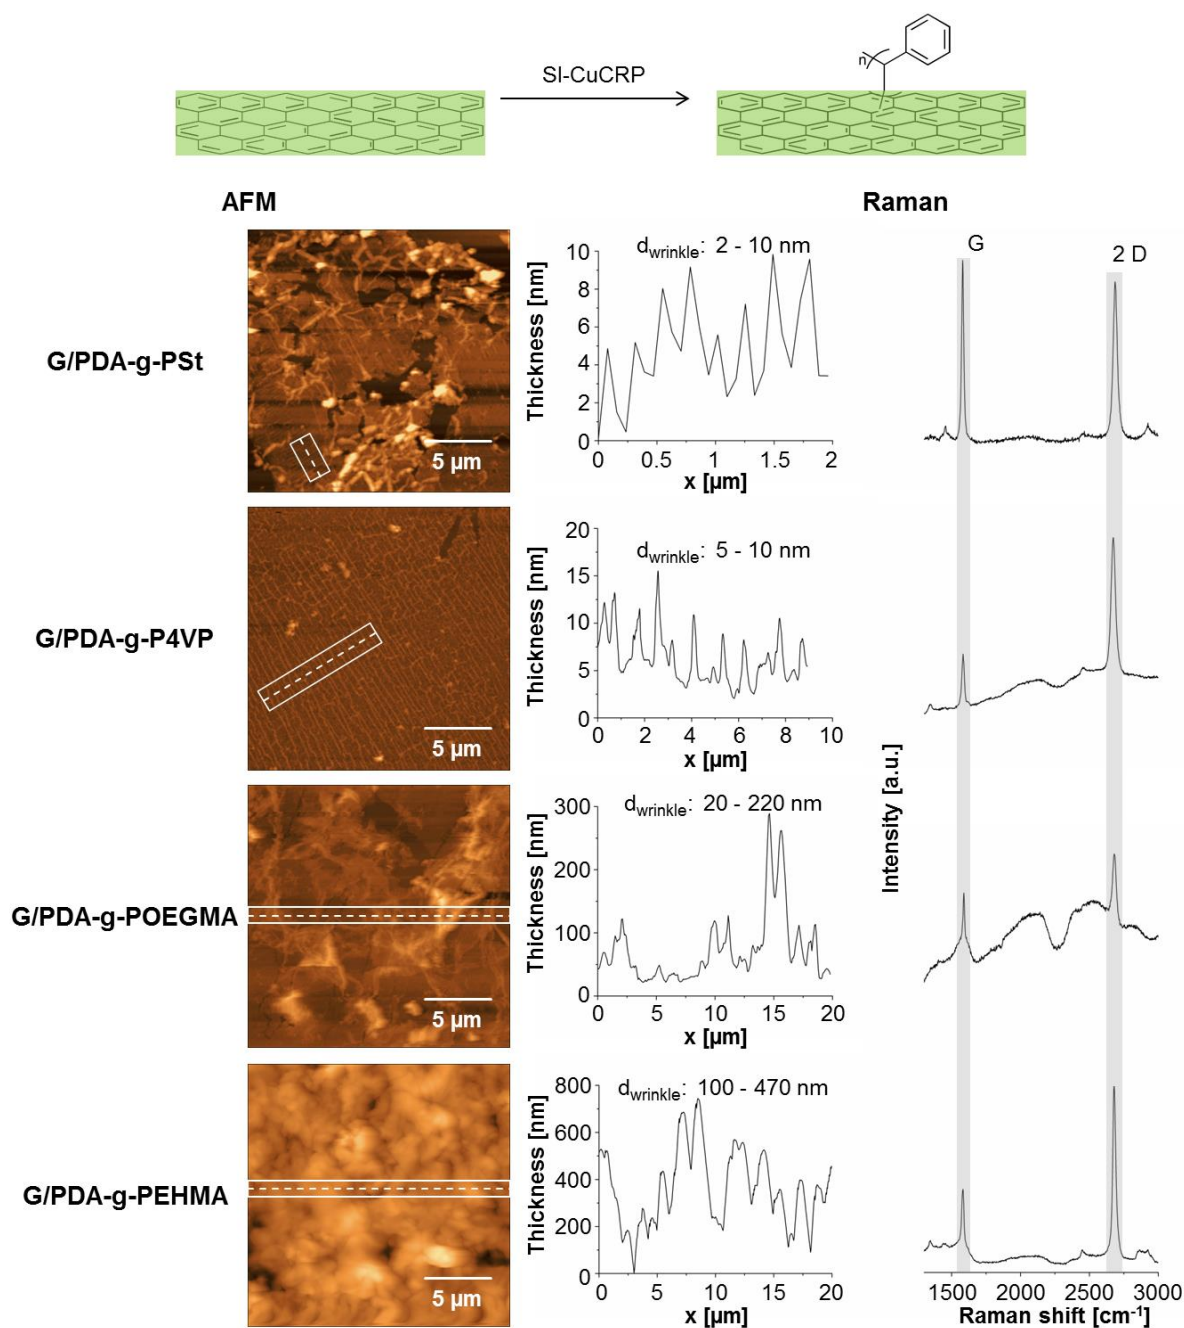 SI-CuCRP
n
AFM
Raman
G/PDA-g-PSt
5 µm
Thickness [nm]
10
8
6
4
2
0
d_wrinkle: 2 - 10 nm
0 0.5 1 1.5 2
x [µm]
G
2 D
G/PDA-g-P4VP
5 µm
Thickness [nm]
20
15
10
5
0
d_wrinkle: 5 - 10 nm
0 2 4 6 8 10
x [µm]
G/PDA-g-POEGMA
5 µm
Thickness [nm]
300
200
100
0
d_wrinkle: 20 - 220 nm
0 5 10 15 20
x [µm]
Intensity [a.u.]
G/PDA-g-PEHMA
5 µm
Thickness [nm]
800
600
400
200
0
d_wrinkle: 100 - 470 nm
0 5 10 15 20
x [µm]
1500 2000 2500 3000
Raman shift [cm⁻¹]